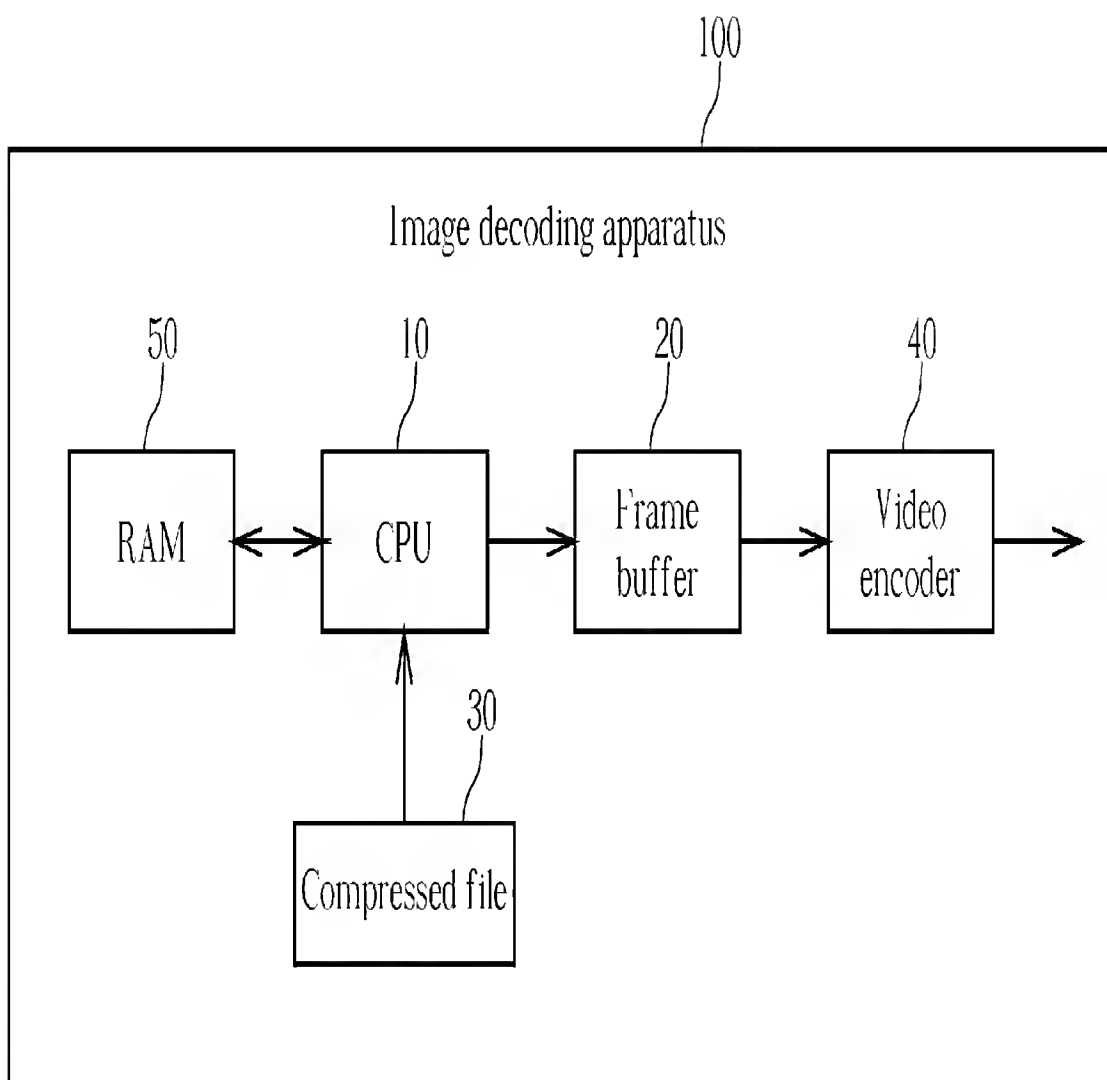 100
Image decoding apparatus
50
10
20
40
RAM
CPU
Frame
buffer
Video
encoder
30
Compressed file